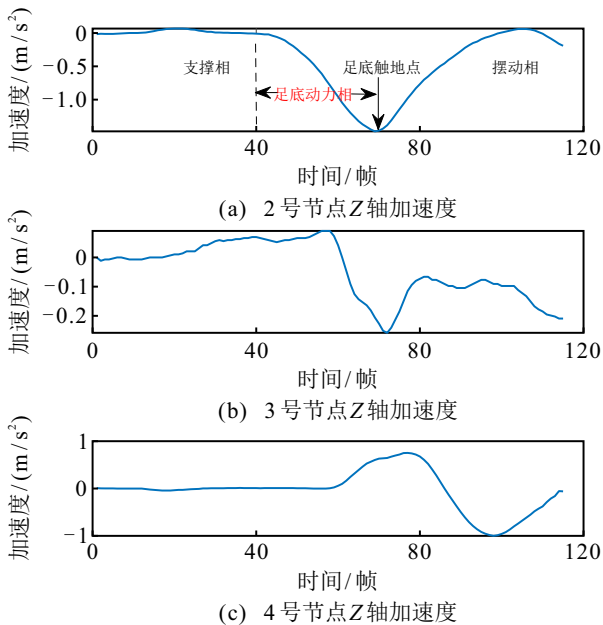 0
−0.5
−1.0
加速度/(m/s²)
支撑相
足底触地点
摆动相
足底动力相
0
40
80
120
时间/帧
(a) 2号节点Z轴加速度
0
−0.1
−0.2
加速度/(m/s²)
0
40
80
120
时间/帧
(b) 3号节点Z轴加速度
1
0
−1
加速度/(m/s²)
0
40
80
120
时间/帧
(c) 4号节点Z轴加速度